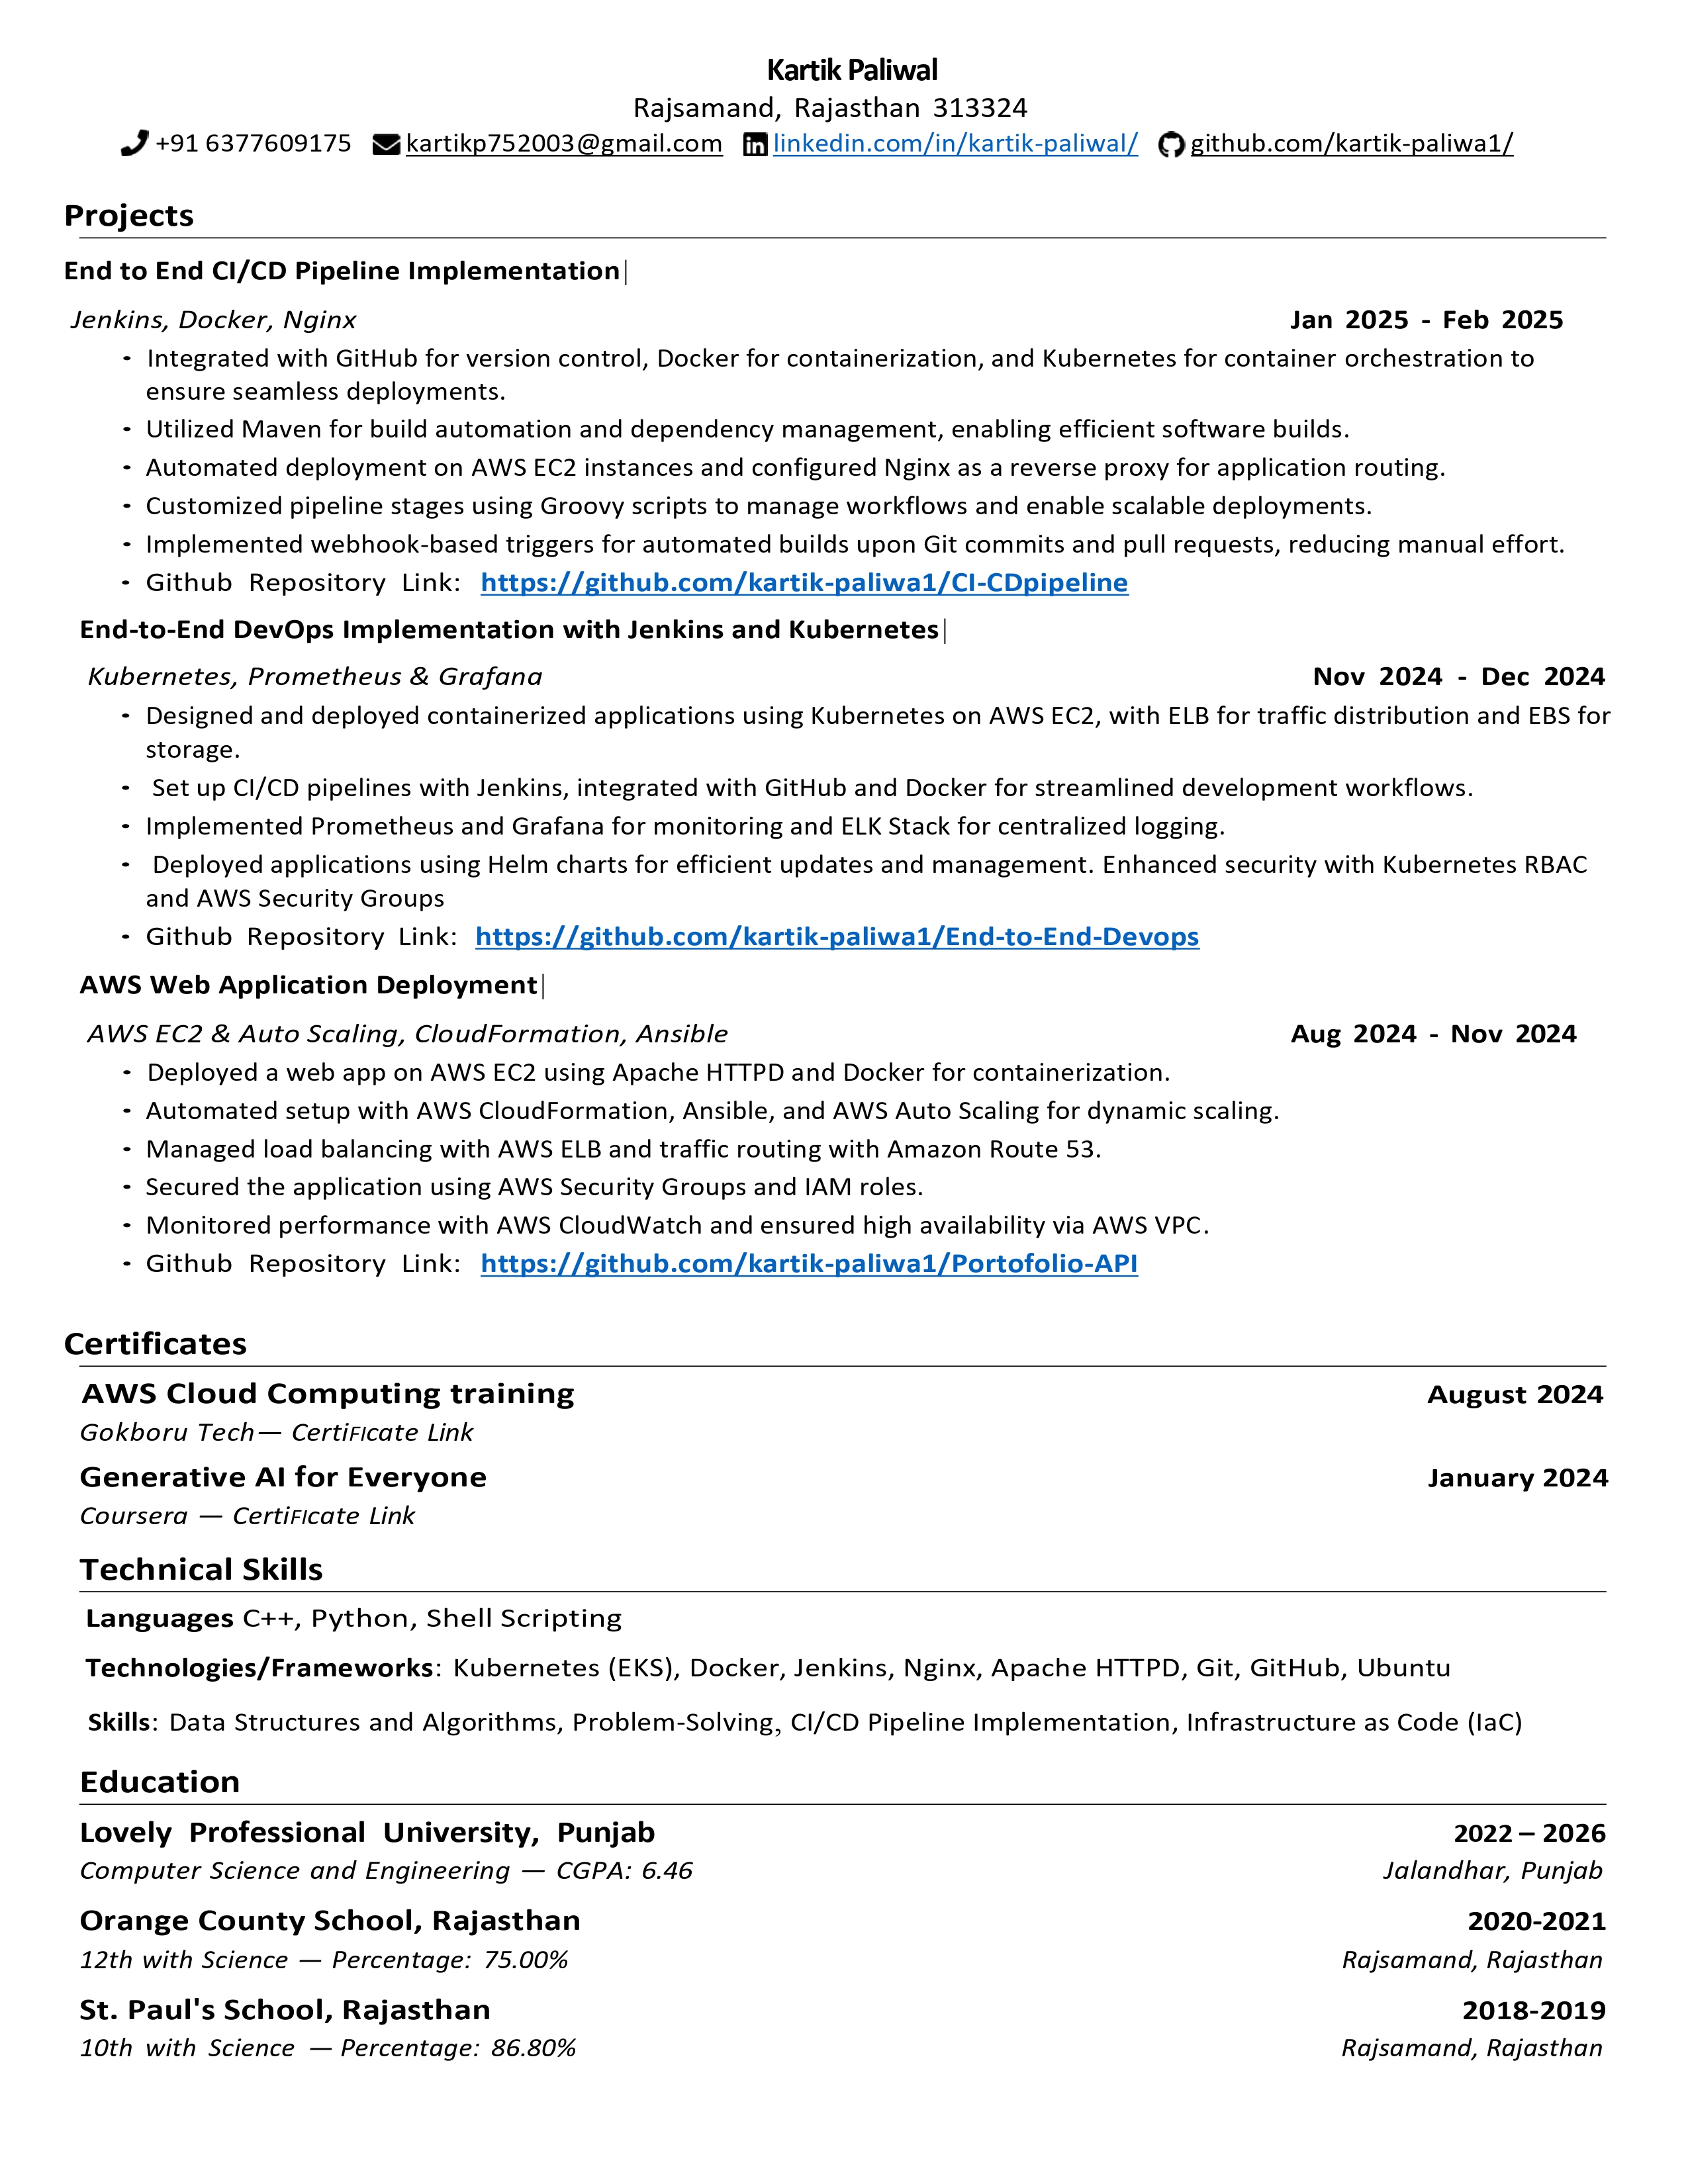 Kartik Paliwal
Rajsamand, Rajasthan 313324
+91 6377609175 kartikp752003@gmail.com linkedin.com/in/kartik-paliwal/ github.com/kartik-paliwa1/
Projects
End to End CI/CD Pipeline Implementation|
Jenkins, Docker, Nginx Jan 2025 - Feb 2025
- Integrated with GitHub for version control, Docker for containerization, and Kubernetes for container orchestration to
ensure seamless deployments.
- Utilized Maven for build automation and dependency management, enabling efficient software builds.
- Automated deployment on AWS EC2 instances and configured Nginx as a reverse proxy for application routing.
- Customized pipeline stages using Groovy scripts to manage workflows and enable scalable deployments.
- Implemented webhook-based triggers for automated builds upon Git commits and pull requests, reducing manual effort.
- Github Repository Link: https://github.com/kartik-paliwa1/CI-CDpipeline
End-to-End DevOps Implementation with Jenkins and Kubernetes|
Kubernetes, Prometheus & Grafana Nov 2024 - Dec 2024
- Designed and deployed containerized applications using Kubernetes on AWS EC2, with ELB for traffic distribution and EBS for
storage.
- Set up CI/CD pipelines with Jenkins, integrated with GitHub and Docker for streamlined development workflows.
- Implemented Prometheus and Grafana for monitoring and ELK Stack for centralized logging.
- Deployed applications using Helm charts for efficient updates and management. Enhanced security with Kubernetes RBAC
and AWS Security Groups
- Github Repository Link: https://github.com/kartik-paliwa1/End-to-End-Devops
AWS Web Application Deployment|
AWS EC2 & Auto Scaling, CloudFormation, Ansible Aug 2024 - Nov 2024
- Deployed a web app on AWS EC2 using Apache HTTPD and Docker for containerization.
- Automated setup with AWS CloudFormation, Ansible, and AWS Auto Scaling for dynamic scaling.
- Managed load balancing with AWS ELB and traffic routing with Amazon Route 53.
- Secured the application using AWS Security Groups and IAM roles.
- Monitored performance with AWS CloudWatch and ensured high availability via AWS VPC.
- Github Repository Link: https://github.com/kartik-paliwa1/Portofolio-API
Certificates
AWS Cloud Computing training August 2024
Gokboru Tech— CertiFIcate Link
Generative AI for Everyone January 2024
Coursera — CertiFIcate Link
Technical Skills
Languages C++, Python, Shell Scripting
Technologies/Frameworks: Kubernetes (EKS), Docker, Jenkins, Nginx, Apache HTTPD, Git, GitHub, Ubuntu
Skills: Data Structures and Algorithms, Problem-Solving, CI/CD Pipeline Implementation, Infrastructure as Code (IaC)
Education
Lovely Professional University, Punjab 2022 – 2026
Computer Science and Engineering — CGPA: 6.46 Jalandhar, Punjab
Orange County School, Rajasthan 2020-2021
12th with Science — Percentage: 75.00% Rajsamand, Rajasthan
St. Paul's School, Rajasthan 2018-2019
10th with Science — Percentage: 86.80% Rajsamand, Rajasthan